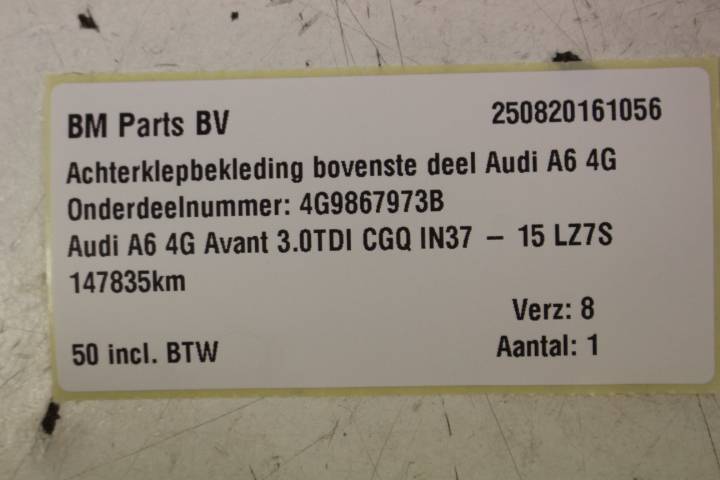 BM Parts BV 250820161056
Achterklepbekleding bovenste deel Audi A6 4G
Onderdeelnummer: 4G9867973B
Audi A6 4G Avant 3.0TDI CGQ IN37 – 15 LZ7S
147835km
Verz: 8
50 incl. BTW Aantal: 1